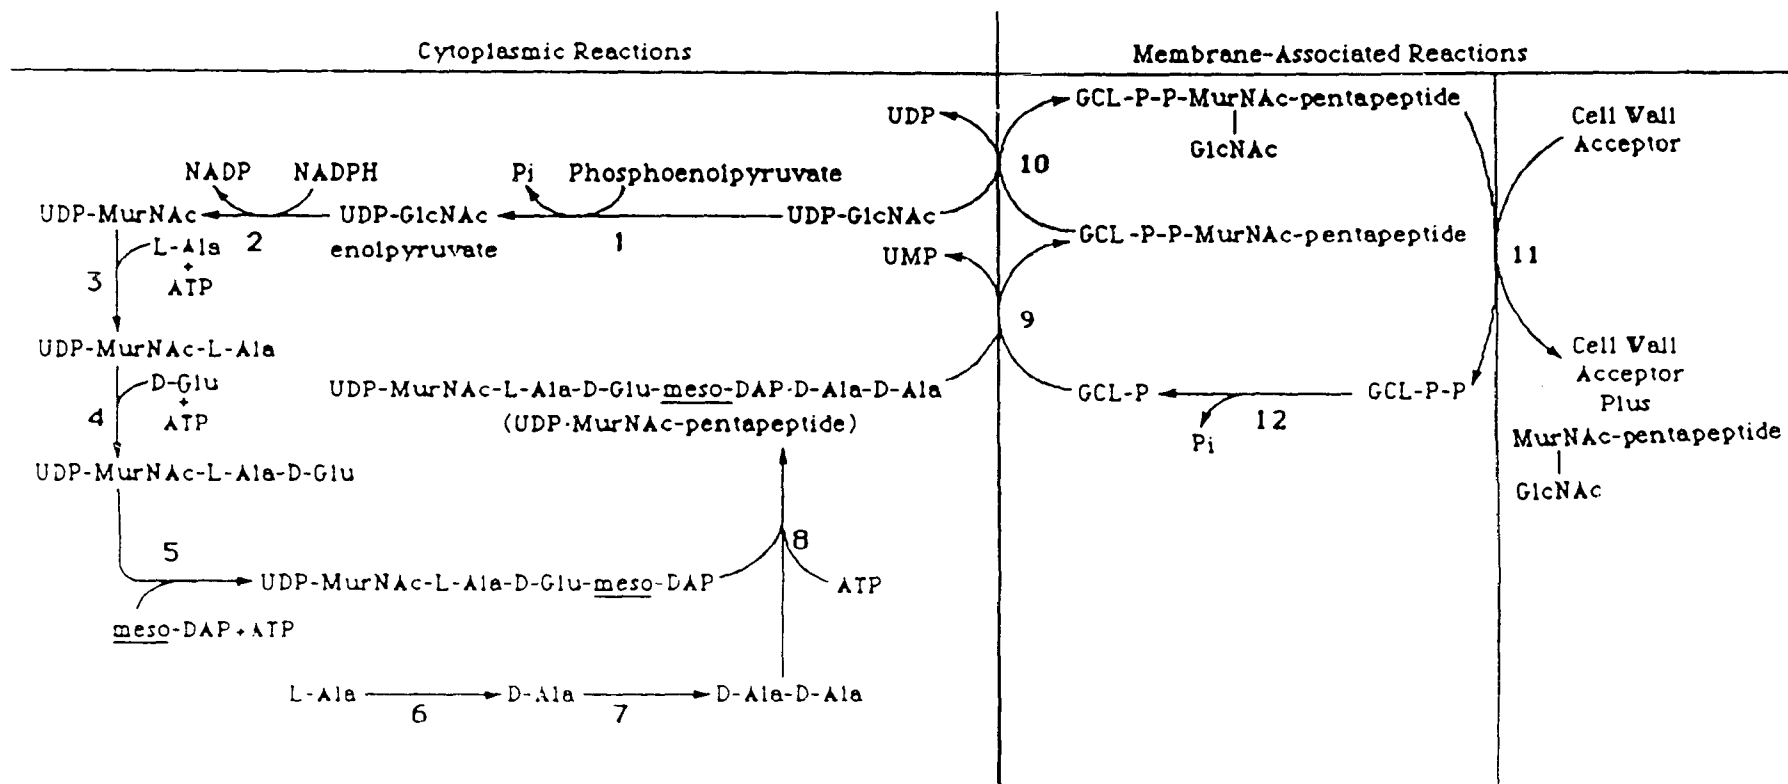 Cytoplasmic Reactions
Membrane-Associated Reactions
GCL-P-P-MurNAc-pentapeptide
GlcNAc
UDP
10
Cell Wall
Acceptor
NADP NADPH
Pi Phosphoenolpyruvate
UDP-MurNAc
2
UDP-GlcNAc
enolpyruvate
1
UDP-GlcNAc
GCL-P-P-MurNAc-pentapeptide
UMP
11
3
L-Ala
+
ATP
9
UDP-MurNAc-L-Ala
4
D-Glu
+
ATP
UDP-MurNAc-L-Ala-D-Glu-meso-DAP·D-Ala-D-Ala
(UDP·MurNAc-pentapeptide)
GCL-P
12
Pi
GCL-P-P
Cell Wall
Acceptor
Plus
MurNAc-pentapeptide
GlcNAc
UDP-MurNAc-L-Ala-D-Glu
5
8
UDP-MurNAc-L-Ala-D-Glu-meso-DAP
ATP
meso-DAP+ATP
L-Ala
6
D-Ala
7
D-Ala-D-Ala